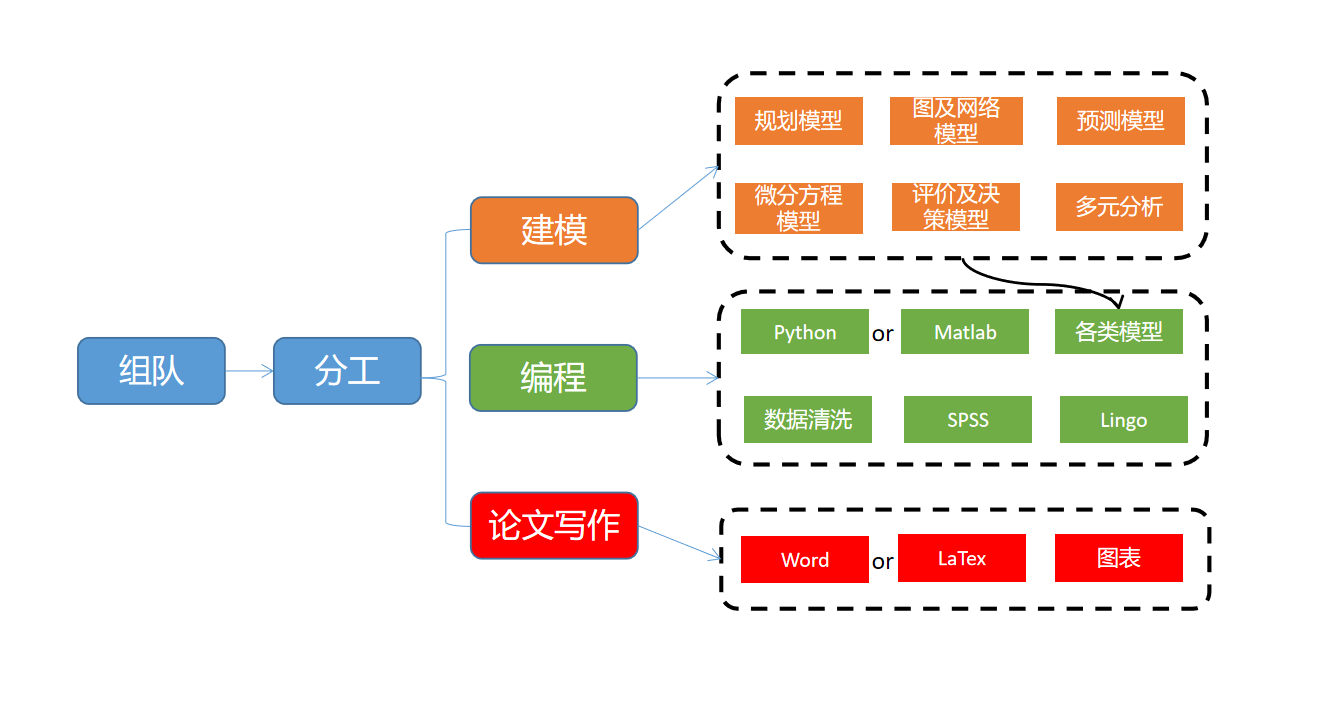 组队
分工
建模
规划模型
图及网络
模型
预测模型
微分方程
模型
评价及决
策模型
多元分析
编程
Python or Matlab
各类模型
数据清洗
SPSS
Lingo
论文写作
Word or LaTex
图表